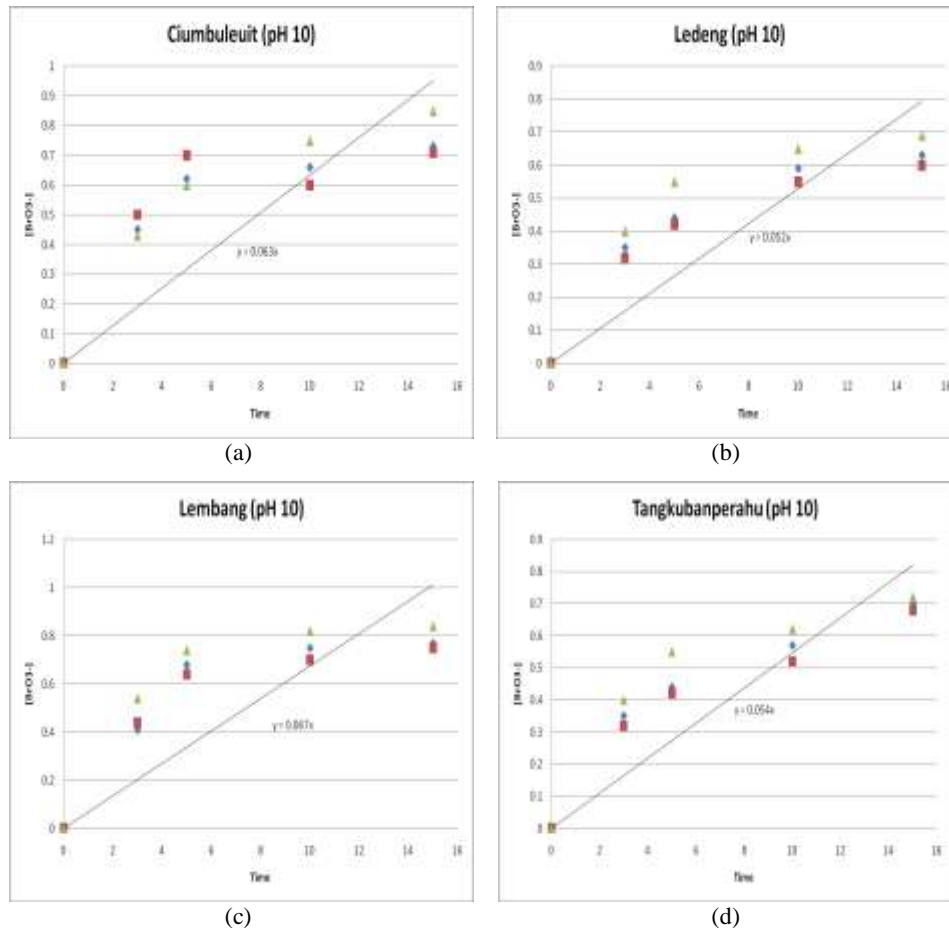 Ciumbuleuit (pH 10)
1
0.9
0.8
0.7
0.6
0.5
0.4
0.3
0.2
0.1
0
[BrO3-]
y = 0.063x
0 2 4 6 8 10 12 14 16
Time
(a)
Ledeng (pH 10)
0.9
0.8
0.7
0.6
0.5
0.4
0.3
0.2
0.1
0
[BrO3-]
y = 0.052x
0 2 4 6 8 10 12 14 16
Time
(b)
Lembang (pH 10)
1.2
1
0.8
0.6
0.4
0.2
0
[BrO3-]
y = 0.067x
0 2 4 6 8 10 12 14 16
Time
(c)
Tangkubanperahu (pH 10)
0.9
0.8
0.7
0.6
0.5
0.4
0.3
0.2
0.1
0
[BrO3-]
y = 0.054x
0 2 4 6 8 10 12 14 16
Time
(d)